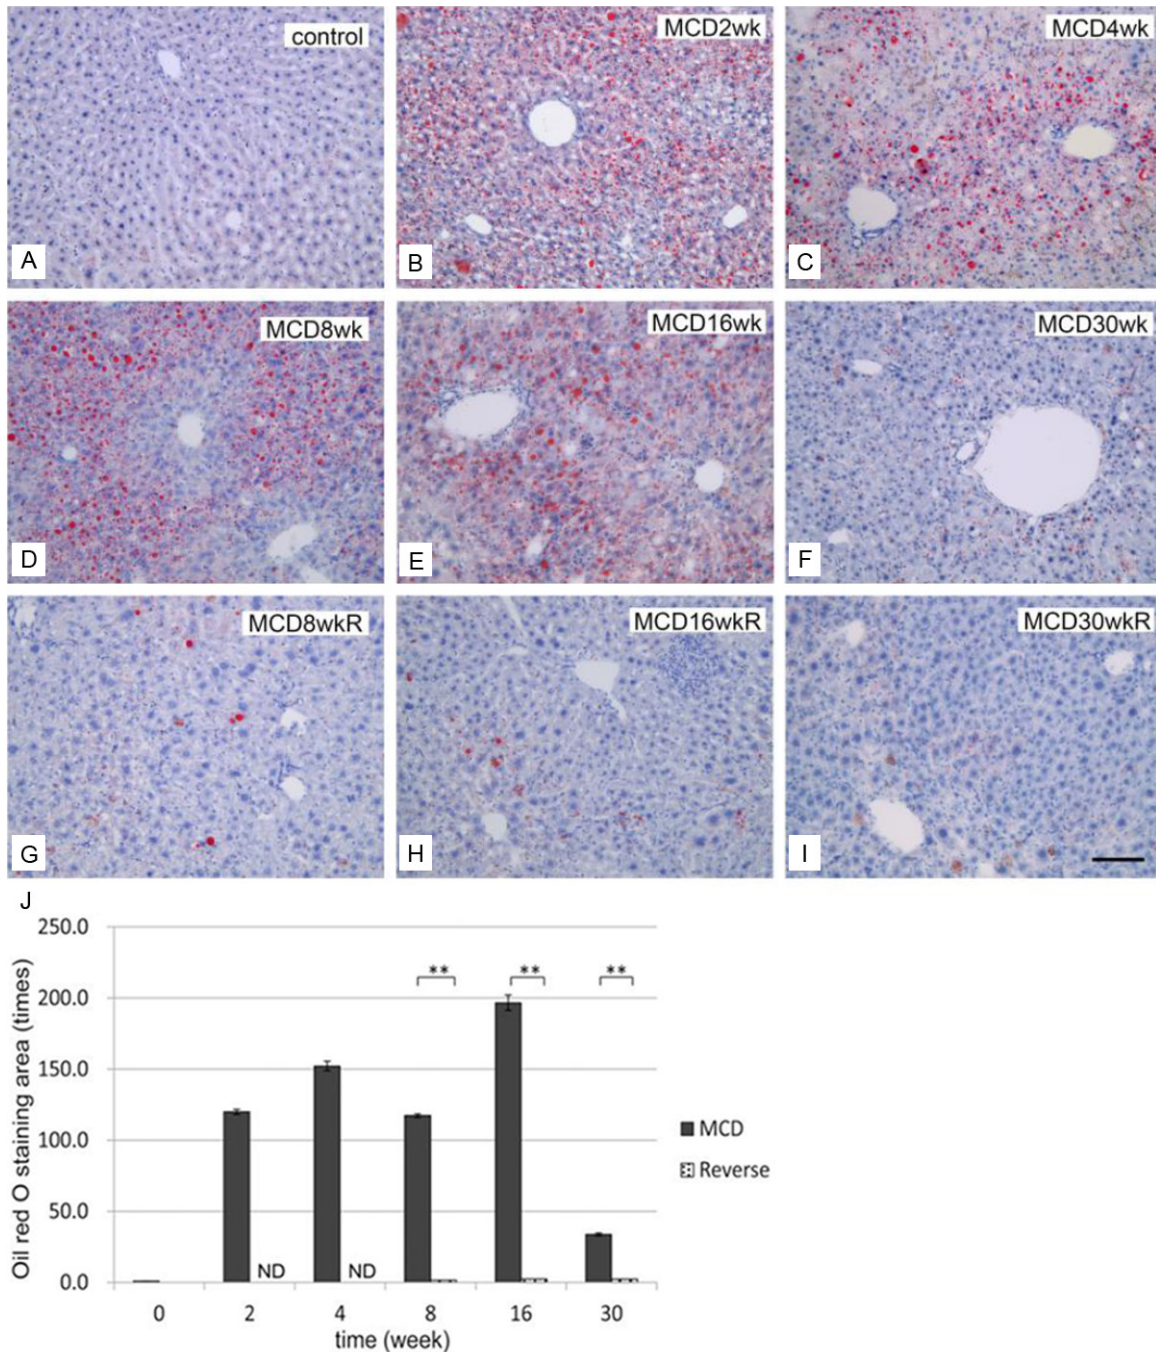 control
MCD2wk
MCD4wk
A
B
C
MCD8wk
MCD16wk
MCD30wk
D
E
F
MCD8wkR
MCD16wkR
MCD30wkR
G
H
I
J
Oil red O staining area (times)
250.0
200.0
150.0
100.0
50.0
0.0
** ** **
ND ND
MCD
Reverse
0 2 4 8 16 30
time (week)